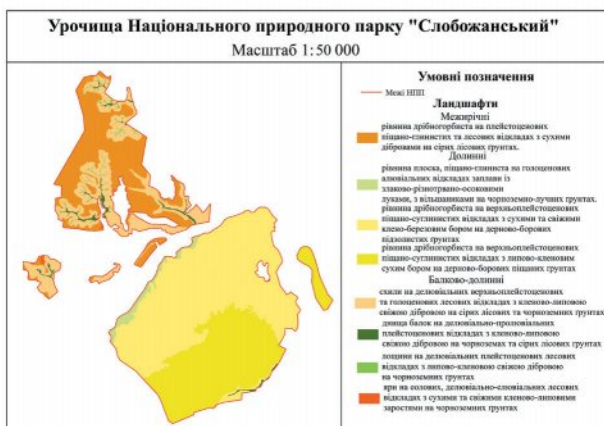 Урочища Національного природного парку "Слобожанський"
Масштаб 1:50 000
Умовні позначення
Межі НПП
Ландшафти
Межирічні
рівнина дрібногорбиста на плейстоценових
піщано-глинистих та лесових відкладах з сухими
дібровами на сірих лісових ґрунтах.
Долинні
рівнина плоска, піщано-глиниста на голоценових
алювіальних відкладах заплави із
злаково-різнотравно-осоковими
луками, з вільшаниками на чорноземно-лучних ґрунтах.
рівнина дрібногорбиста на верхньоплейстоценових
піщано-суглинистих відкладах з сухими та свіжими
клено-березовим бором на дерново-борових
підзолистих ґрунтах
рівнина дрібногорбиста на верхньоплейстоценових
піщано-суглинистих відкладах з липово-кленовим
сухим бором на дерново-борових піщаних ґрунтах
Балково-долинні
схили на делювіальних верхньоплейстоценових
та голоценових лесових відкладах з кленово-липовою
свіжою дібровою на сірих лісових та чорноземних ґрунтах
днища балок на делювіально-пролювіальних
плейстоценових відкладах з кленово-липовою
свіжою дібровою на чорноземах та сірих лісових ґрунтах
лощини на делювіальних плейстоценових лесових
відкладах з липово-кленовою свіжою дібровою
на чорноземних ґрунтах
яри на еолових, делювіально-елювіальних лесових
відкладах з сухими та свіжими кленово-липовими
заростями на чорноземних ґрунтах